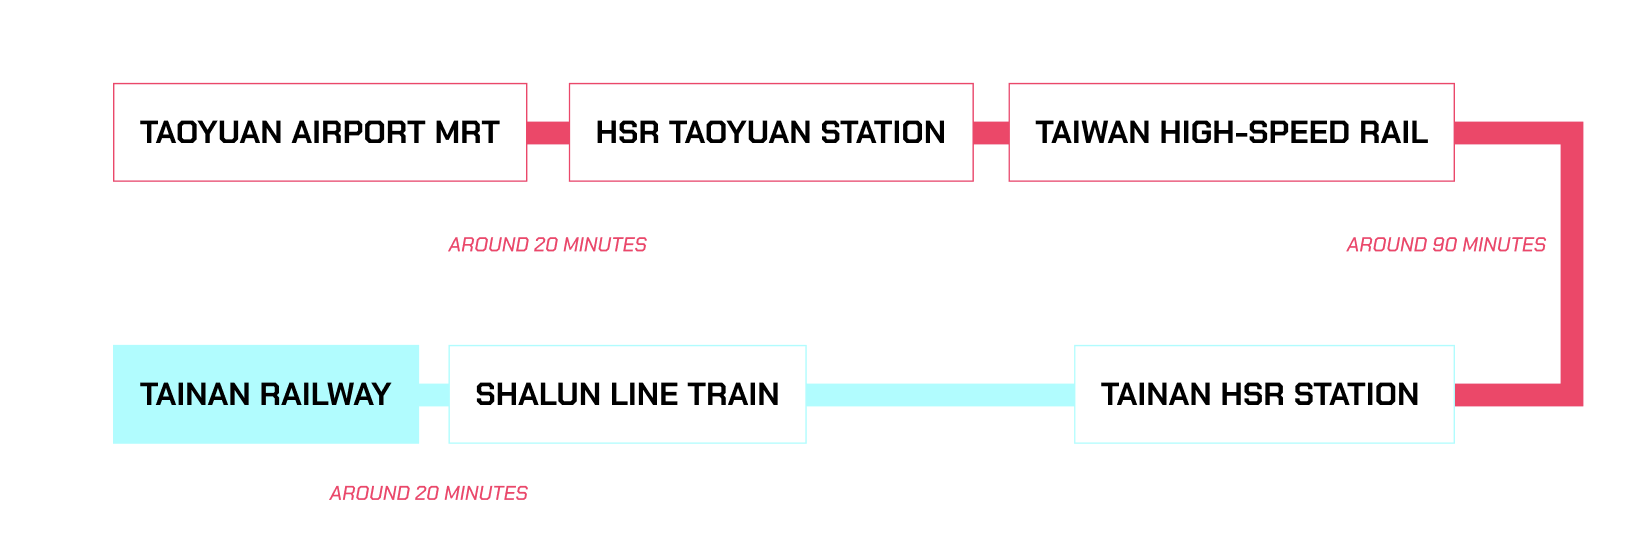 TAOYUAN AIRPORT MRT
HSR TAOYUAN STATION
TAIWAN HIGH-SPEED RAIL
AROUND 20 MINUTES
AROUND 90 MINUTES
TAINAN RAILWAY
SHALUN LINE TRAIN
TAINAN HSR STATION
AROUND 20 MINUTES